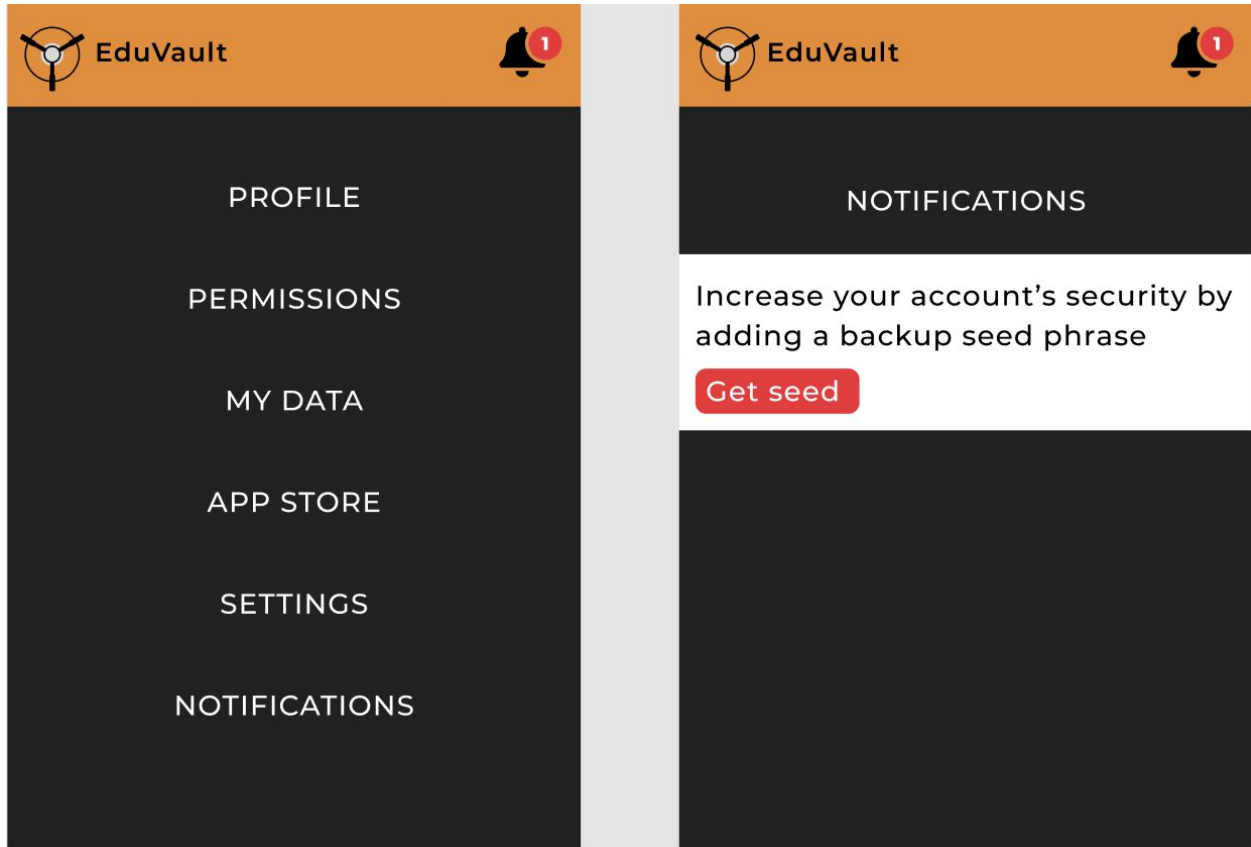 EduVault
1
PROFILE
PERMISSIONS
MY DATA
APP STORE
SETTINGS
NOTIFICATIONS
EduVault
1
NOTIFICATIONS
Increase your account’s security by
adding a backup seed phrase
Get seed